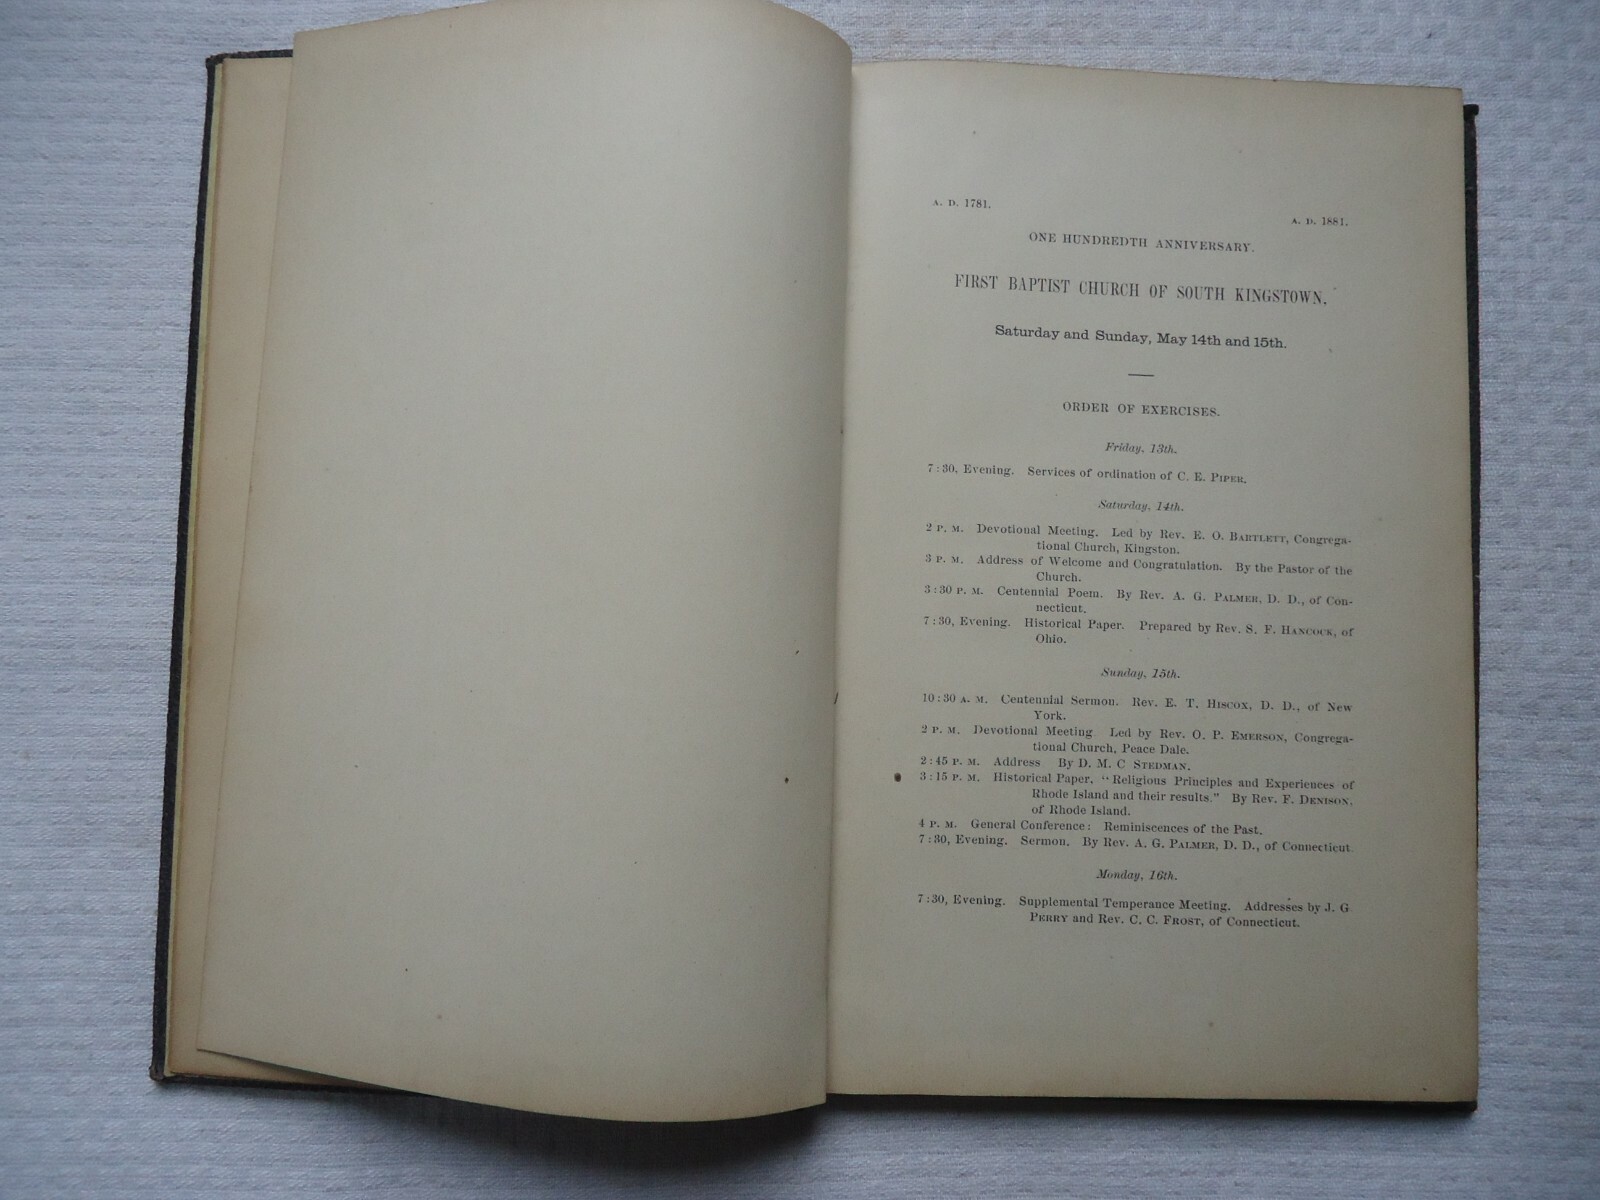 A. D. 1781.
A. D. 1881.
ONE HUNDREDTH ANNIVERSARY.
FIRST BAPTIST CHURCH OF SOUTH KINGSTOWN.
Saturday and Sunday, May 14th and 15th.
ORDER OF EXERCISES.
Friday, 13th.
7:30, Evening. Services of ordination of C. E. PIPER.
Saturday, 14th.
2 P. M. Devotional Meeting. Led by Rev. E. O. BARTLETT, Congrega-
tional Church, Kingston.
3 P. M. Address of Welcome and Congratulation. By the Pastor of the
Church.
3:30 P. M. Centennial Poem. By Rev. A. G. PALMER, D. D., of Con-
necticut.
7:30, Evening. Historical Paper. Prepared by Rev. S. F. HANCOCK, of
Ohio.
Sunday, 15th.
10:30 A. M. Centennial Sermon. Rev. E. T. HISCOX, D. D., of New
York.
2 P. M. Devotional Meeting Led by Rev. O. P. EMERSON, Congrega-
tional Church, Peace Dale.
2:45 P. M. Address By D. M. C STEDMAN.
3:15 P. M. Historical Paper, "Religious Principles and Experiences of
Rhode Island and their results." By Rev. F. DENISON,
of Rhode Island.
4 P. M. General Conference: Reminiscences of the Past.
7:30, Evening. Sermon. By Rev. A. G. PALMER, D. D., of Connecticut
Monday, 16th.
7:30, Evening. Supplemental Temperance Meeting. Addresses by J. G
PERRY and Rev. C. C. FROST, of Connecticut.